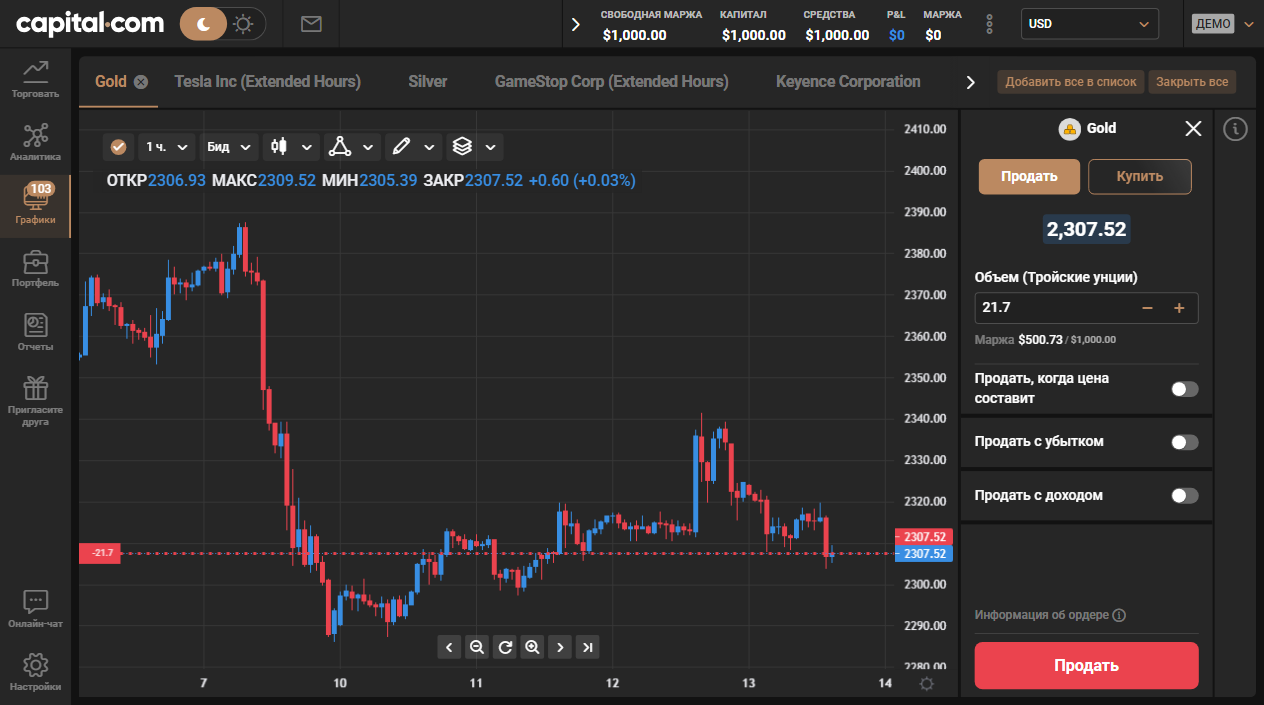 capital.com
СВОБОДНАЯ МАРЖА КАПИТАЛ СРЕДСТВА P&L МАРЖА
$1,000.00 $1,000.00 $1,000.00 $0 $0
USD
ДЕМО
Торговать
Аналитика
103
Графики
Портфель
Отчеты
Пригласите
друга
Онлайн-чат
Настройки
Gold Tesla Inc (Extended Hours) Silver GameStop Corp (Extended Hours) Keyence Corporation
Добавить все в список Закрыть все
1 ч. Бид
ОТКР2306.93 МАКС2309.52 МИН2305.39 ЗАКР2307.52 +0.60 (+0.03%)
2410.00
2400.00
2390.00
2380.00
2370.00
2360.00
2350.00
2340.00
2330.00
2320.00
2307.52
-21.7 2307.52
2300.00
2290.00
2280.00
7 10 11 12 13 14
Gold
Продать Купить
2,307.52
Объем (Тройские унции)
21.7 − +
Маржа $500.73 / $1,000.00
Продать, когда цена
составит
Продать с убытком
Продать с доходом
Информация об ордере
Продать